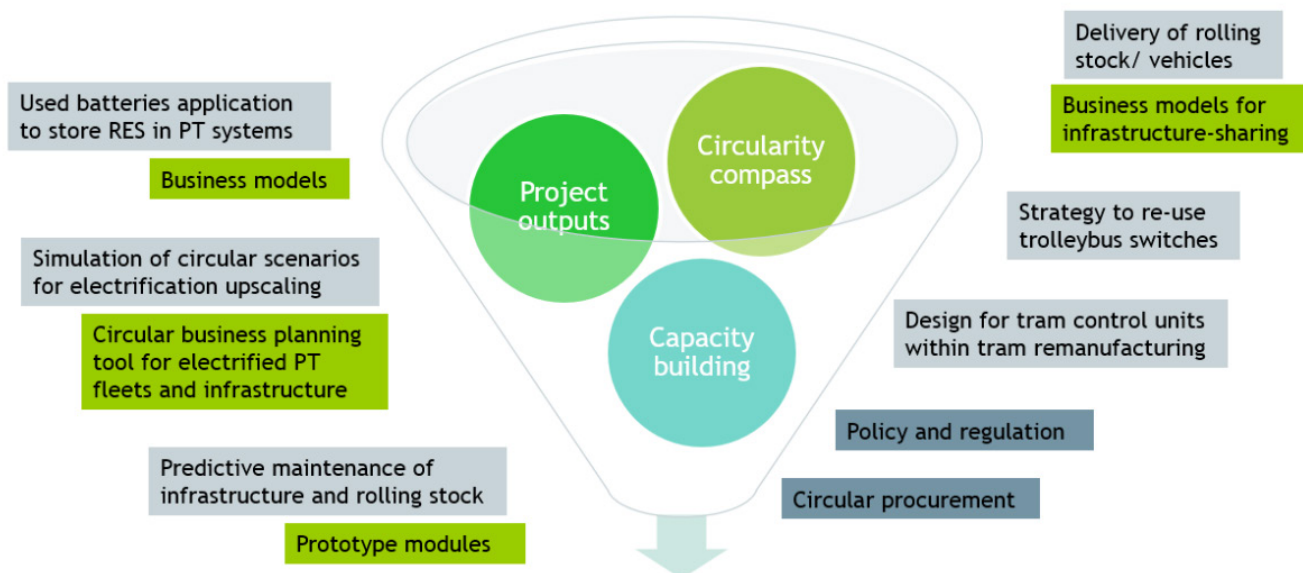 Used batteries application
to store RES in PT systems
Business models
Simulation of circular scenarios
for electrification upscaling
Circular business planning
tool for electrified PT
fleets and infrastructure
Predictive maintenance of
infrastructure and rolling stock
Prototype modules
Project
outputs
Circularity
compass
Capacity
building
Delivery of rolling
stock/ vehicles
Business models for
infrastructure-sharing
Strategy to re-use
trolleybus switches
Design for tram control units
within tram remanufacturing
Policy and regulation
Circular procurement